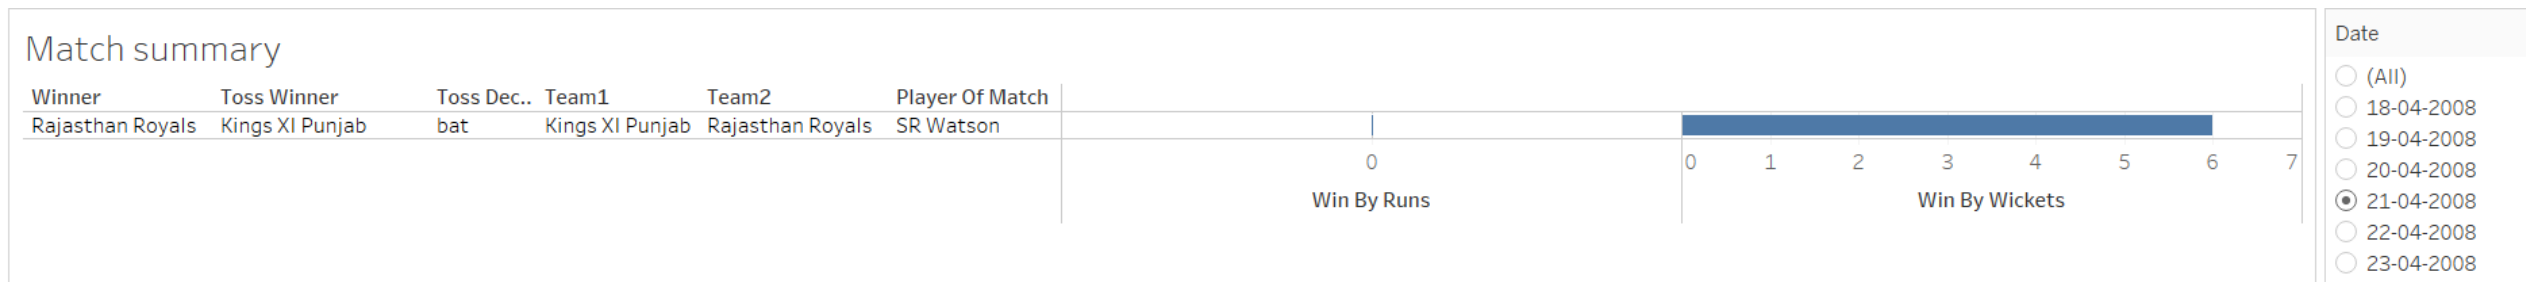 Match summary
Winner Toss Winner Toss Dec.. Team1 Team2 Player Of Match
Rajasthan Royals Kings XI Punjab bat Kings XI Punjab Rajasthan Royals SR Watson
0 0 1 2 3 4 5 6 7
Win By Runs Win By Wickets
Date
(All)
18-04-2008
19-04-2008
20-04-2008
21-04-2008
22-04-2008
23-04-2008